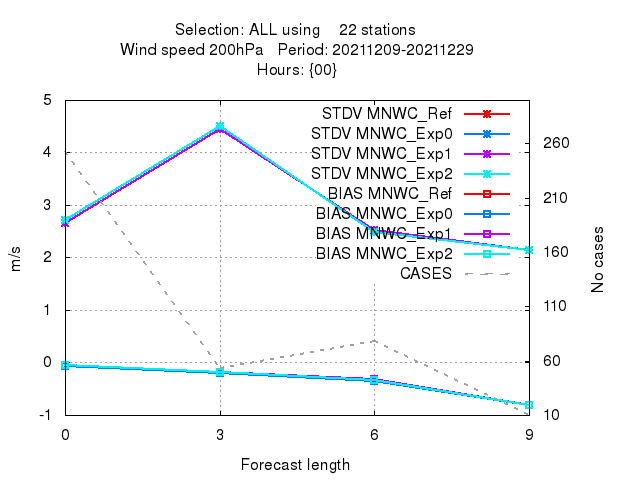 Selection: ALL using 22 stations
Wind speed 200hPa Period: 20211209-20211229
Hours: {00}
STDV MNWC_Ref
STDV MNWC_Exp0
STDV MNWC_Exp1
STDV MNWC_Exp2
BIAS MNWC_Ref
BIAS MNWC_Exp0
BIAS MNWC_Exp1
BIAS MNWC_Exp2
CASES
5
4
3
2
1
0
-1
m/s
260
210
160
110
60
10
No cases
0 3 6 9
Forecast length